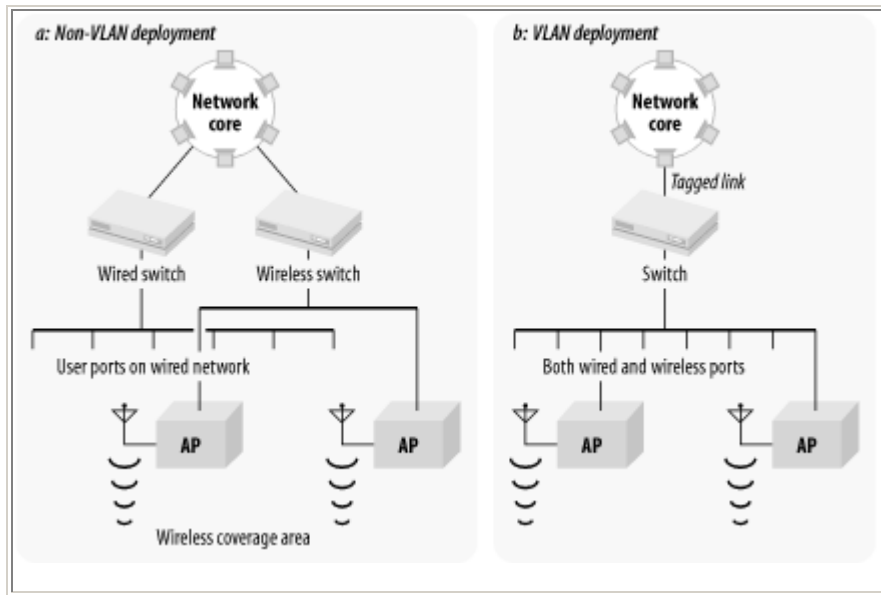 a: Non-VLAN deployment
Network
core
Wired switch
Wireless switch
User ports on wired network
AP
AP
Wireless coverage area
b: VLAN deployment
Network
core
Tagged link
Switch
Both wired and wireless ports
AP
AP